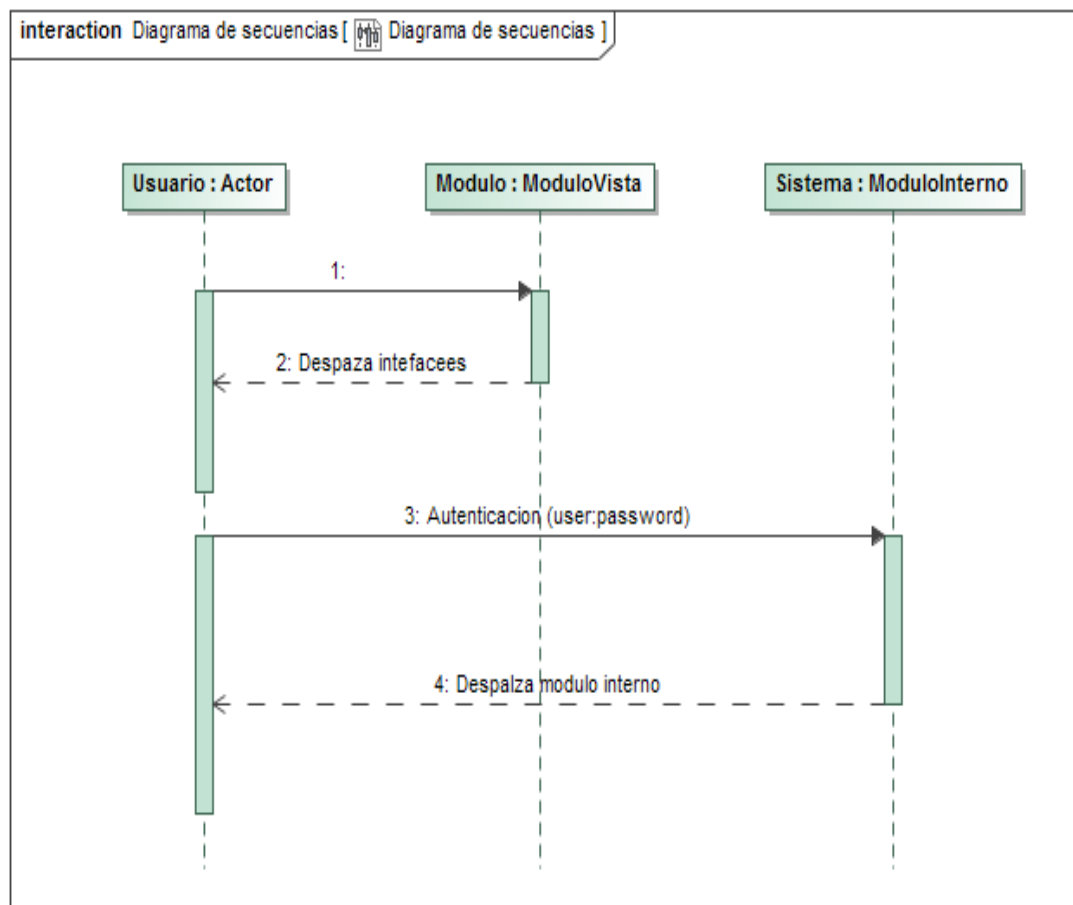 interaction Diagrama de secuencias [ Diagrama de secuencias ]
Usuario : Actor
Modulo : ModuloVista
Sistema : ModuloInterno
1:
2: Despaza intefacees
3: Autenticacion (user:password)
4: Despalza modulo interno